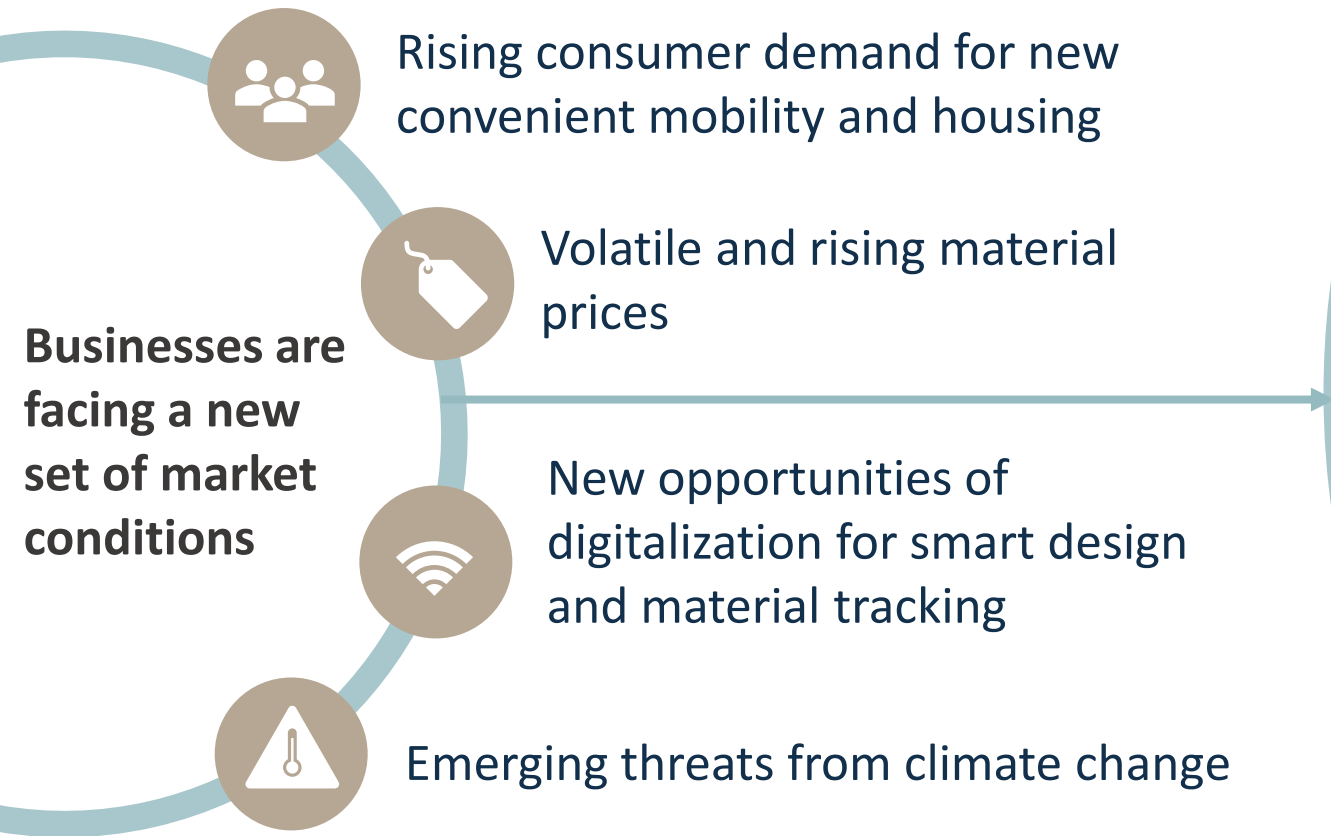 Rising consumer demand for new
convenient mobility and housing
Volatile and rising material
prices
Businesses are
facing a new
set of market
conditions
New opportunities of
digitalization for smart design
and material tracking
Emerging threats from climate change